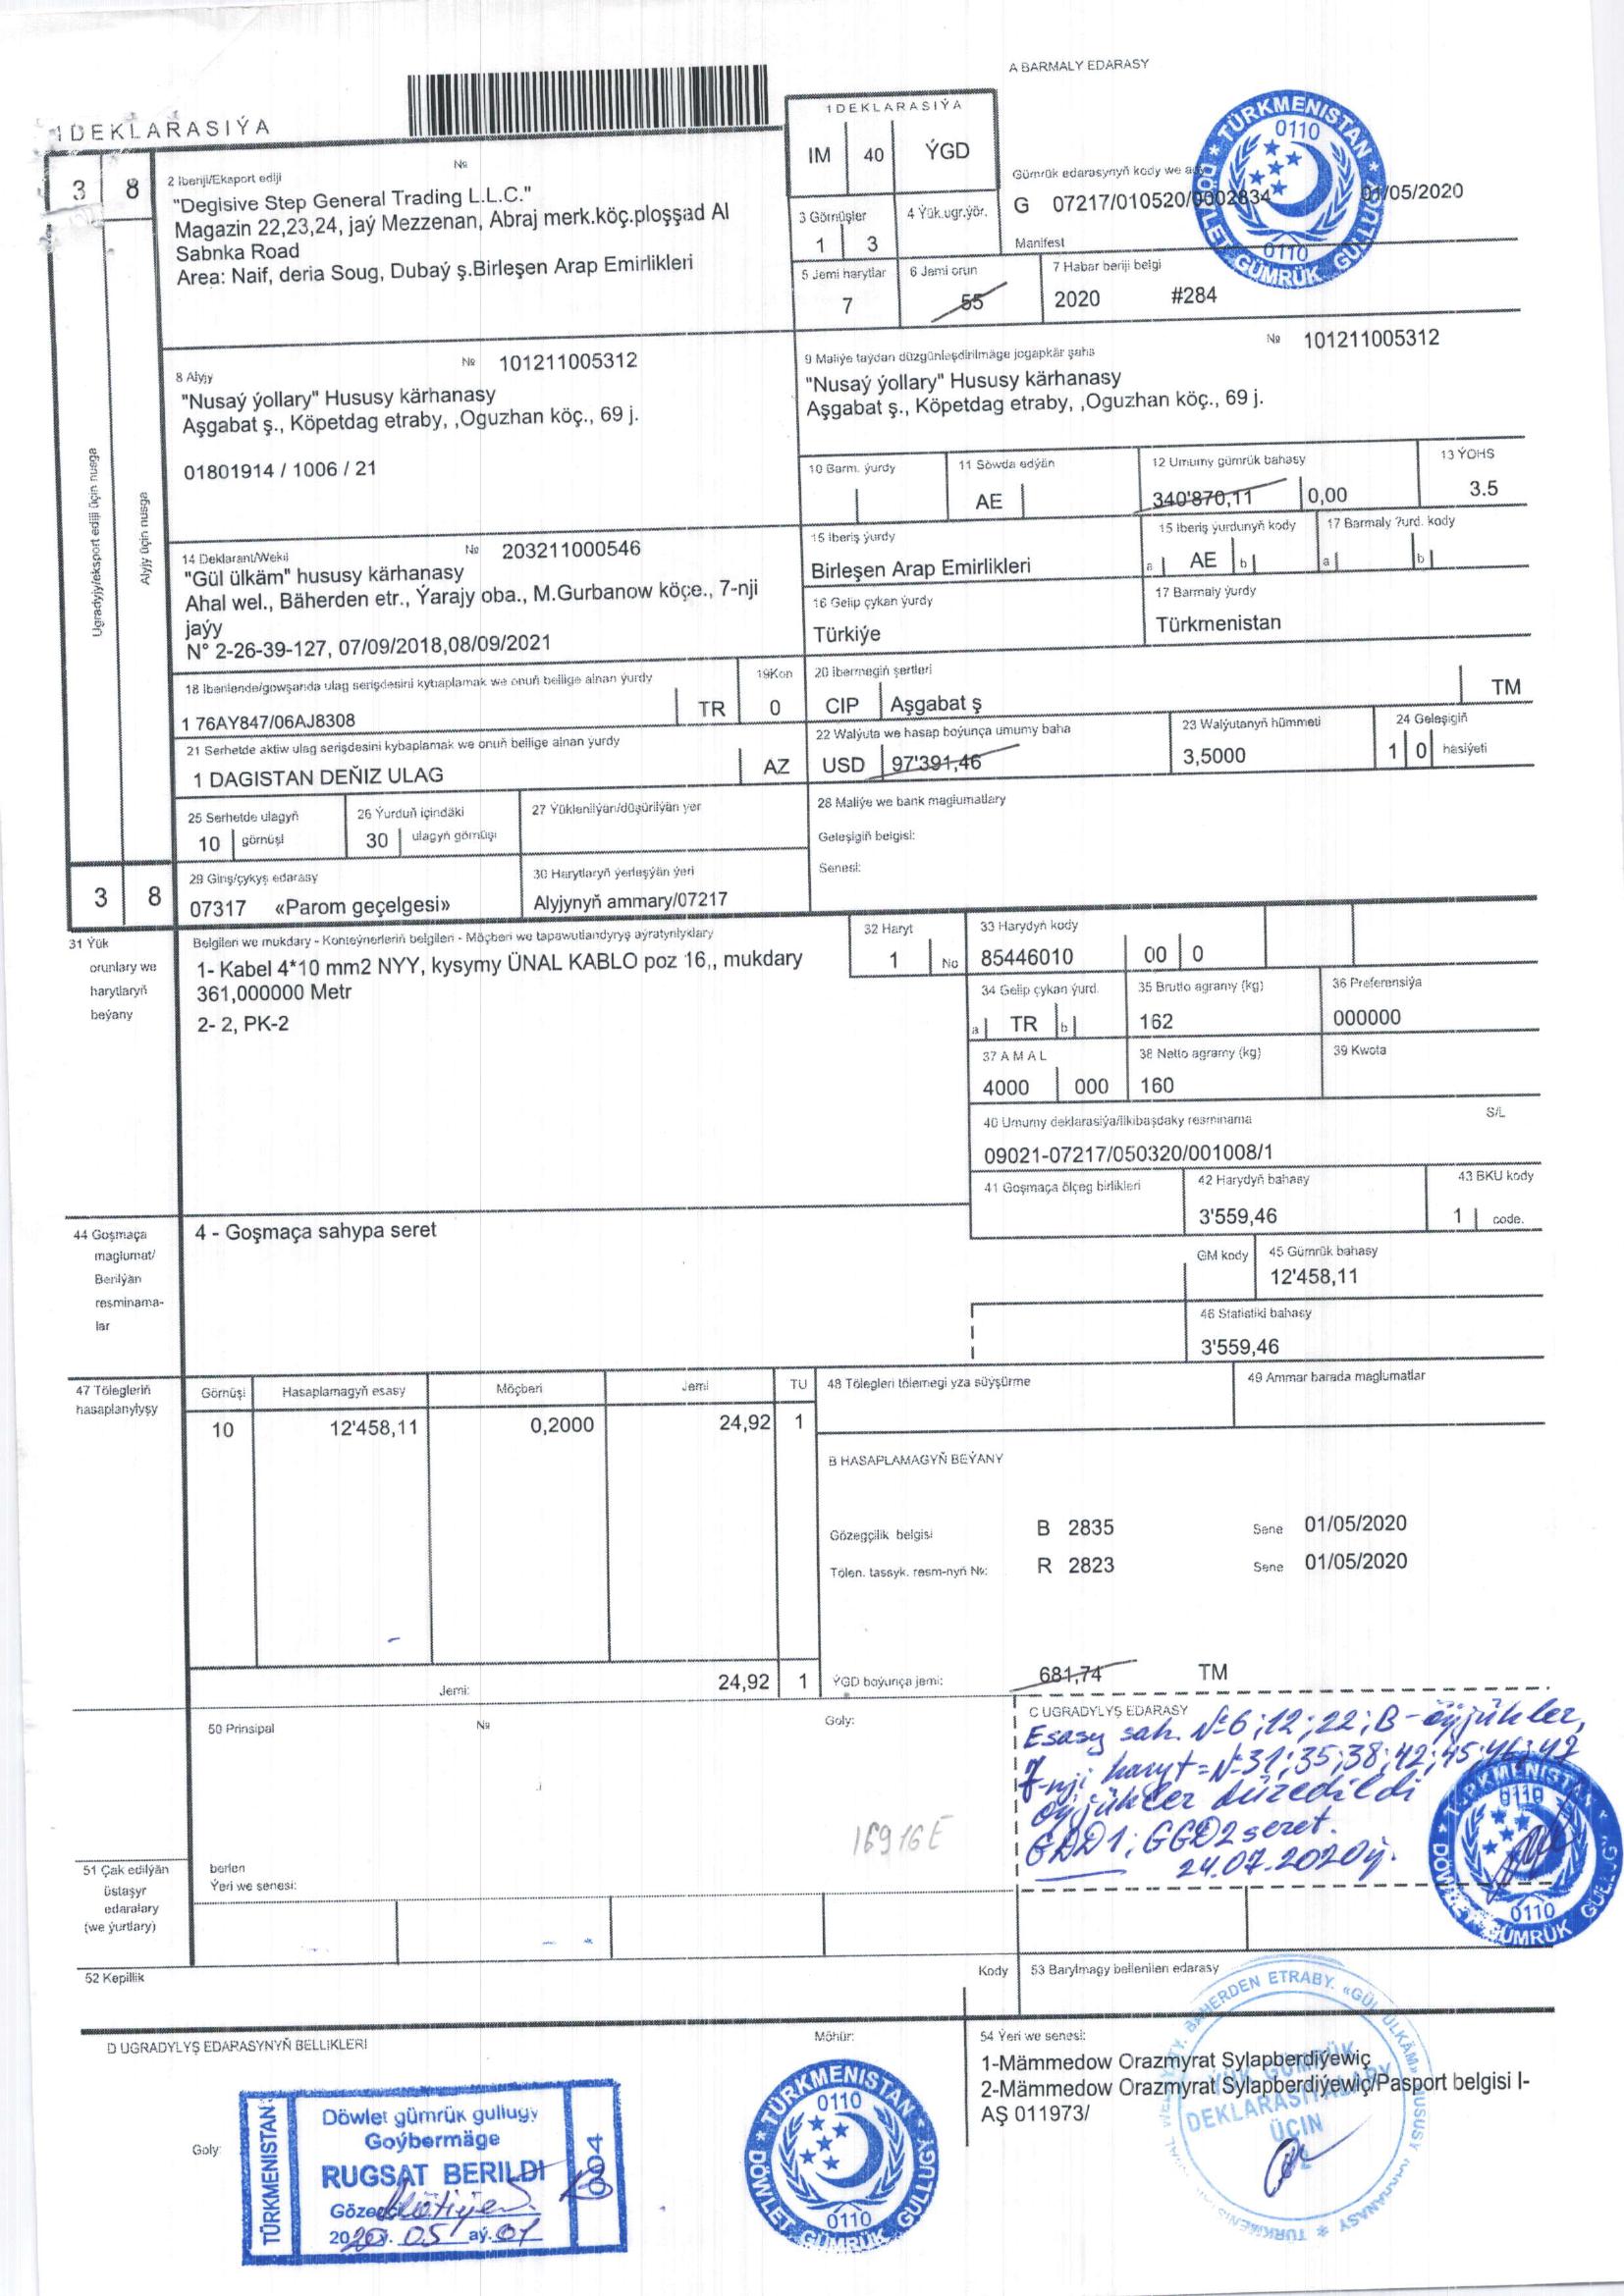 A BARMALY EDARASY
1 DEKLARASIÝA
1 DEKLARASIÝA
IM 40 ÝGD
TÜRKMENISTAN
0110
DÖWLET GÜMRÜK GULLUGY
Gümrük edarasynyň kody we ady
G 07217/010520/0002834 01/05/2020
Manifest
3 8
2 Iberiji/Eksport ediji №
"Degisive Step General Trading L.L.C."
Magazin 22,23,24, jaý Mezzenan, Abraj merk.köç.ploşşad Al
Sabnka Road
Area: Naif, deria Soug, Dubaý ş.Birleşen Arap Emirlikleri
3 Görnüşler
1 3
4 Ýük.ugr.ýör.
5 Jemi harytlar
7
6 Jemi orun
55
7 Habar beriji belgi
2020 #284
8 Alyjy № 101211005312
"Nusaý ýollary" Hususy kärhanasy
Aşgabat ş., Köpetdag etraby, ,Oguzhan köç., 69 j.
01801914 / 1006 / 21
9 Maliýe taýdan düzgünleşdirilmäge jogapkär şahs № 101211005312
"Nusaý ýollary" Hususy kärhanasy
Aşgabat ş., Köpetdag etraby, ,Oguzhan köç., 69 j.
Ugradyjy/eksport ediji üçin nusga
Alyjy üçin nusga
10 Barm. ýurdy
11 Söwda edýän
AE
12 Umumy gümrük bahasy
340'870,11 0,00
13 ÝOHS
3.5
14 Deklarant/Wekil № 203211000546
"Gül ülkäm" hususy kärhanasy
Ahal wel., Bäherden etr., Ýarajy oba., M.Gurbanow köçe., 7-nji
jaýy
N° 2-26-39-127, 07/09/2018,08/09/2021
15 Iberiş ýurdy
Birleşen Arap Emirlikleri
15 Iberiş ýurdunyň kody
a AE b
17 Barmaly ?urd. kody
a b
16 Gelip çykan ýurdy
Türkiýe
17 Barmaly ýurdy
Türkmenistan
18 Iberilende/gowşanda ulag serişdesini kybaplamak we onuň bellige alnan ýurdy
1 76AY847/06AJ8308 TR
19Kon
0
20 Ibermegiň şertleri
CIP Aşgabat ş TM
21 Serhetde aktiw ulag serişdesini kybaplamak we onuň bellige alnan ýurdy
1 DAGISTAN DEŇIZ ULAG AZ
22 Walýuta we hasap boýunça umumy baha
USD 97'391,46
23 Walýutanyň hümmeti
3,5000
24 Geleşigiň
1 0 häsiýeti
25 Serhetde ulagyň
10 görnüşi
26 Ýurduň içindäki
30 ulagyň görnüşi
27 Ýüklenilýän/düşürilýän ýer
28 Maliýe we bank maglumatlary
Geleşigiň belgisi:
Senesi:
3 8
29 Giriş/çykyş edarasy
07317 «Parom geçelgesi»
30 Harytlaryň ýerleşýän ýeri
Alyjynyň ammary/07217
31 Ýük
orunlary we
harytlaryň
beýany
Belgileri we mukdary - Konteýnerleriň belgileri - Möçberi we tapawutlandyryş aýratynlyklary
1- Kabel 4*10 mm2 NYY, kysymy ÜNAL KABLO poz 16,, mukdary
361,000000 Metr
2- 2, PK-2
32 Haryt
1 No
33 Harydyň kody
85446010 00 0
34 Gelip çykan ýurd.
a TR b
35 Brutto agramy (kg)
162
36 Preferensiýa
000000
37 A M A L
4000 000
38 Netto agramy (kg)
160
39 Kwota
40 Umumy deklarasiýa/ilkibaşdaky resminama S/L
09021-07217/050320/001008/1
41 Goşmaça ölçeg birlikleri
42 Harydyň bahasy
3'559,46
43 BKU kody
1 code.
44 Goşmaça
maglumat/
Berilýän
resminama-
lar
4 - Goşmaça sahypa seret
GM kody
45 Gümrük bahasy
12'458,11
46 Statistiki bahasy
3'559,46
47 Tölegleriň
hasaplanylyşy
Görnüşi Hasaplamagyň esasy Möçberi Jemi TU
10 12'458,11 0,2000 24,92 1
Jemi: 24,92 1
48 Tölegleri tölemegi yza süýşürme
49 Ammar barada maglumatlar
B HASAPLAMAGYŇ BEÝANY
Gözegçilik belgisi B 2835 Sene 01/05/2020
Tölen. tassyk. resm-nyň №: R 2823 Sene 01/05/2020
ÝGD boýunça jemi: 681,74 TM
50 Prinsipal № Goly:
C UGRADYLYŞ EDARASY
Esasy sah. №6;12;22;B-öýjükler,
7-nji haryt=№31;35;38;42;45;46;47
öýjükler düzedildi
GDD1; GGD2 seret.
24.07.2020ý.
TÜRKMENISTAN
0110
DÖWLET GÜMRÜK GULLUGY
0110
16916E
berlen
Ýeri we senesi:
51 Çak edilýän
üstaşyr
edaralary
(we ýurtlary)
52 Kepillik Kody
53 Barylmagy bellenilen edarasy
D UGRADYLYŞ EDARASYNYŇ BELLIKLERI Möhür:
Goly:
TÜRKMENISTAN
Döwlet gümrük gullugy
Goýbermäge
RUGSAT BERILDI
2020ý. 05 aý. 01
004
TÜRKMENISTAN
0110
DÖWLET GÜMRÜK GULLUGY
0110
54 Ýeri we senesi:
1-Mämmedow Orazmyrat Sylapberdiýewiç
2-Mämmedow Orazmyrat Sylapberdiýewiç/Pasport belgisi I-
AŞ 011973/
BÄHERDEN ETRABY. «GÜL ÜLKÄM» HUSUSY KÄRHANASY
ÝÜK GÜMRÜK
DEKLARASIÝALARY
ÜÇIN